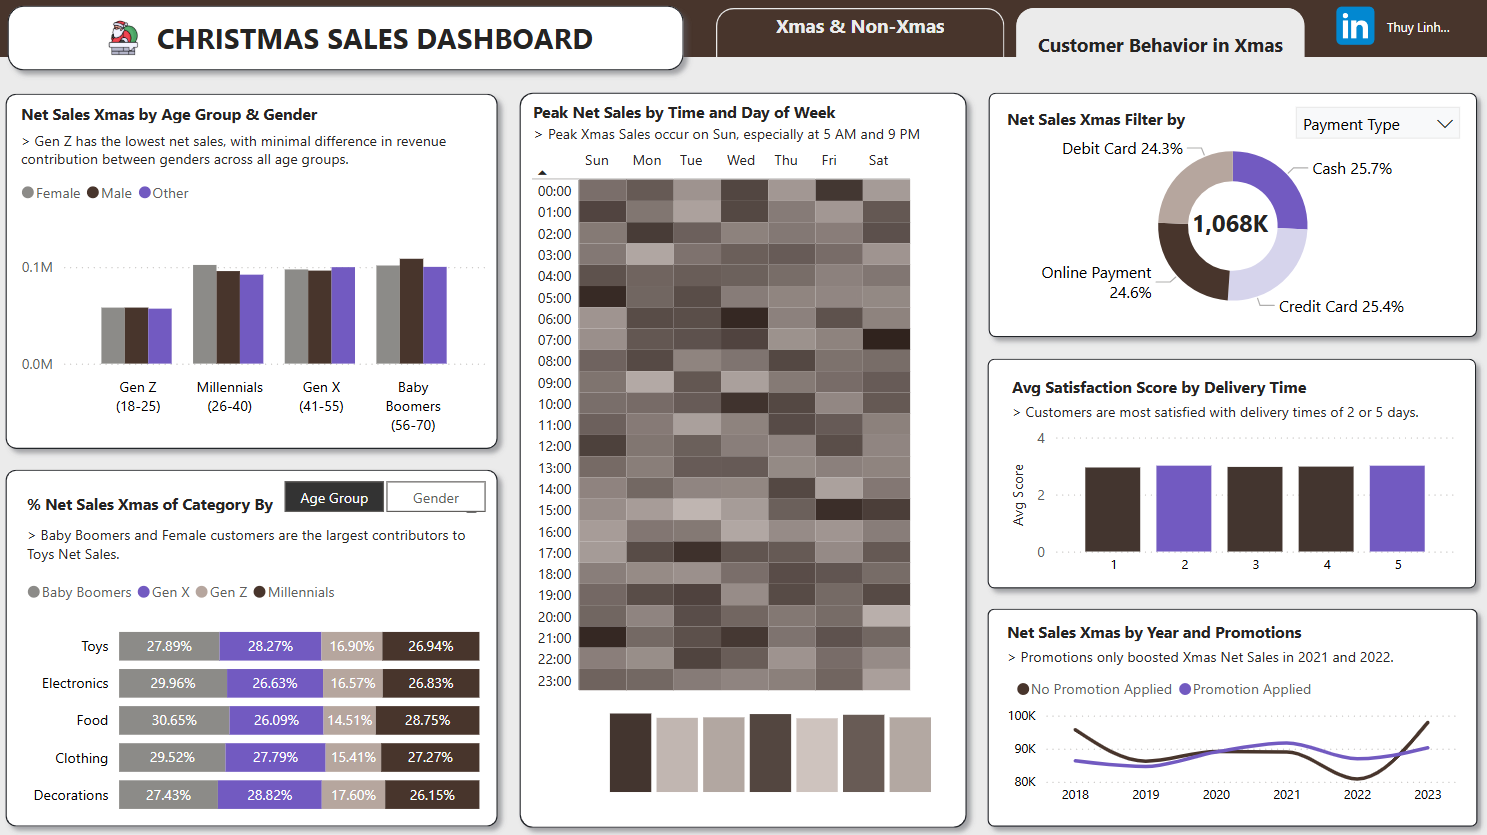 CHRISTMAS SALES DASHBOARD
Xmas & Non-Xmas
Customer Behavior in Xmas
in
Thuy Linh...
Net Sales Xmas by Age Group & Gender
> Gen Z has the lowest net sales, with minimal difference in revenue
contribution between genders across all age groups.
Female Male Other
0.1M
0.0M
Gen Z
(18-25)
Millennials
(26-40)
Gen X
(41-55)
Baby
Boomers
(56-70)
% Net Sales Xmas of Category By
Age Group
Gender
> Baby Boomers and Female customers are the largest contributors to
Toys Net Sales.
Baby Boomers Gen X Gen Z Millennials
Toys 27.89% 28.27% 16.90% 26.94%
Electronics 29.96% 26.63% 16.57% 26.83%
Food 30.65% 26.09% 14.51% 28.75%
Clothing 29.52% 27.79% 15.41% 27.27%
Decorations 27.43% 28.82% 17.60% 26.15%
Peak Net Sales by Time and Day of Week
> Peak Xmas Sales occur on Sun, especially at 5 AM and 9 PM
Sun Mon Tue Wed Thu Fri Sat
00:00
01:00
02:00
03:00
04:00
05:00
06:00
07:00
08:00
09:00
10:00
11:00
12:00
13:00
14:00
15:00
16:00
17:00
18:00
19:00
20:00
21:00
22:00
23:00
Net Sales Xmas Filter by
Payment Type
Debit Card 24.3%
Cash 25.7%
1,068K
Online Payment
24.6%
Credit Card 25.4%
Avg Satisfaction Score by Delivery Time
> Customers are most satisfied with delivery times of 2 or 5 days.
Avg Score
4
2
0
1 2 3 4 5
Net Sales Xmas by Year and Promotions
> Promotions only boosted Xmas Net Sales in 2021 and 2022.
No Promotion Applied Promotion Applied
100K
90K
80K
2018 2019 2020 2021 2022 2023